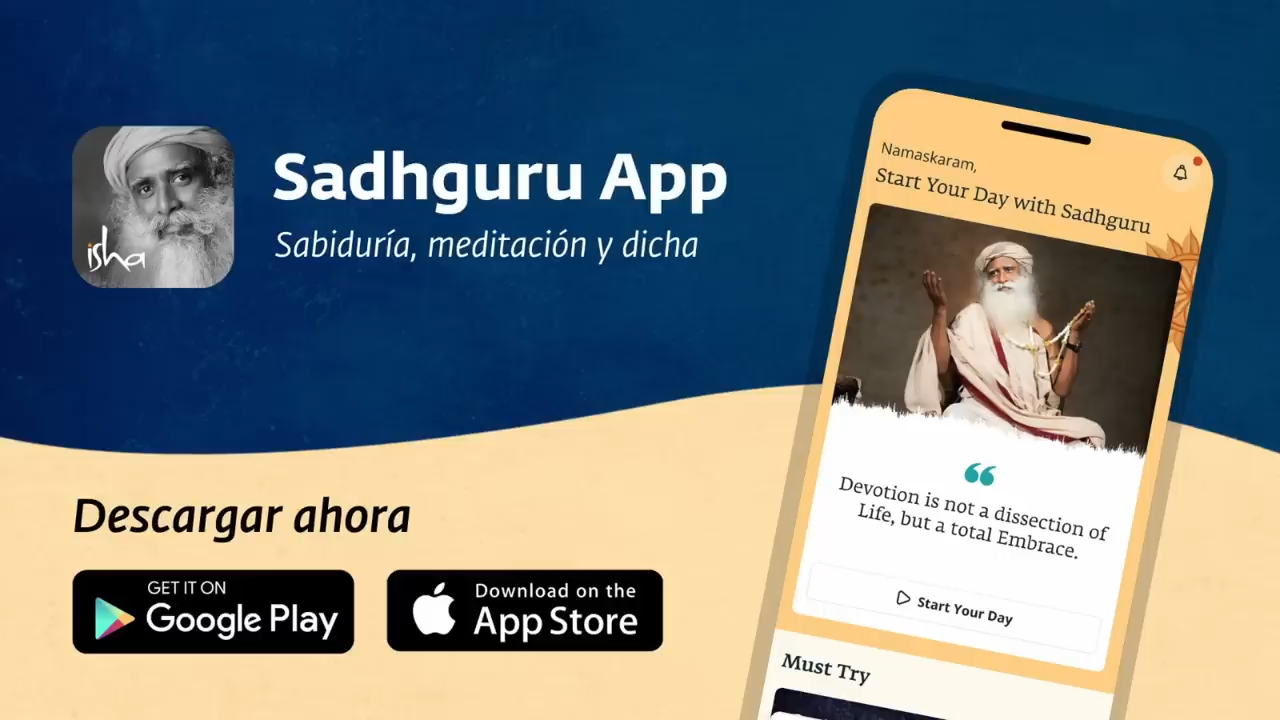 Sadhguru App
Sabiduría, meditación y dicha
isha
Descargar ahora
GET IT ON
Google Play
Download on the
App Store
Namaskaram,
Start Your Day with Sadhguru
“
Devotion is not a dissection of
Life, but a total Embrace.
Start Your Day
Must Try